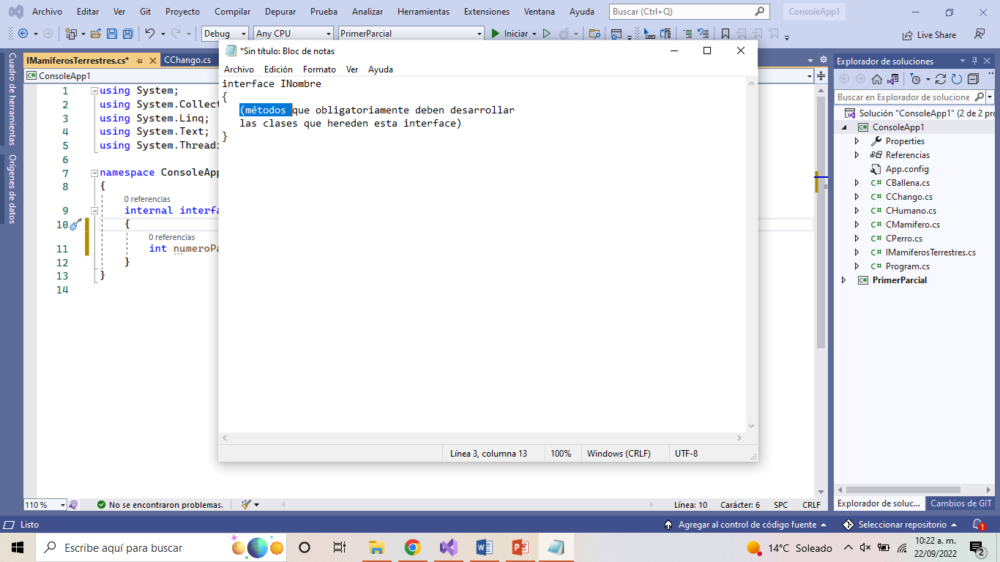 Archivo Editar Ver Git Proyecto Compilar Depurar Prueba Analizar Herramientas Extensiones Ventana Ayuda Buscar (Ctrl+Q) ConsoleApp1
Debug Any CPU PrimerParcial Iniciar Live Share
IMamiferosTerrestres.cs* CChango.cs
ConsoleApp1
Cuadro de herramientas
Orígenes de datos
1 using System;
2 using System.Collect
3 using System.Linq;
4 using System.Text;
5 using System.Threadi
6
7 namespace ConsoleApp
8 {
0 referencias
9 internal interfa
10 {
0 referencias
11 int numeroPa
12 }
13 }
14
*Sin título: Bloc de notas
Archivo Edición Formato Ver Ayuda
interface INombre
{
(métodos que obligatoriamente deben desarrollar
las clases que hereden esta interface)
}
Línea 3, columna 13 100% Windows (CRLF) UTF-8
Explorador de soluciones
Buscar en Explorador de solucione
Solución "ConsoleApp1" (2 de 2 pro
ConsoleApp1
Properties
Referencias
App.config
C# CBallena.cs
C# CChango.cs
C# CHumano.cs
C# CMamifero.cs
C# CPerro.cs
C# IMamiferosTerrestres.cs
C# Program.cs
PrimerParcial
Explorador de soluc... Cambios de GIT
110 % No se encontraron problemas. Línea: 10 Carácter: 6 SPC CRLF
Listo Agregar al control de código fuente Seleccionar repositorio 1
Escribe aquí para buscar 14°C Soleado 10:22 a. m.
22/09/2022 2